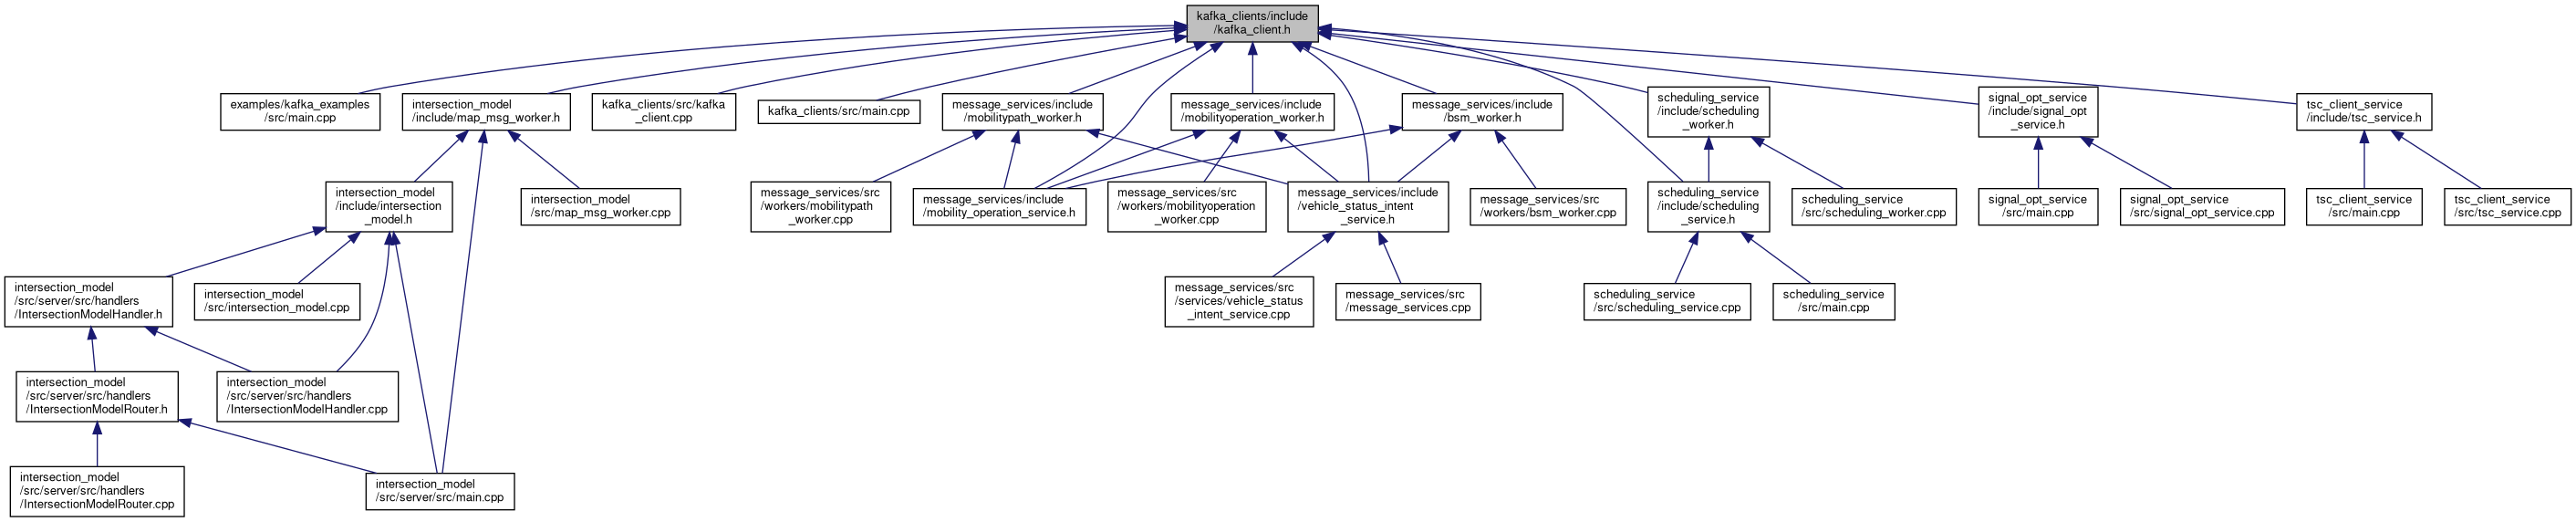 kafka_clients/include
/kafka_client.h
examples/kafka_examples
/src/main.cpp
intersection_model
/include/map_msg_worker.h
kafka_clients/src/kafka
_client.cpp
kafka_clients/src/main.cpp
message_services/include
/mobilitypath_worker.h
message_services/include
/mobilityoperation_worker.h
message_services/include
/bsm_worker.h
scheduling_service
/include/scheduling
_worker.h
signal_opt_service
/include/signal_opt
_service.h
tsc_client_service
/include/tsc_service.h
intersection_model
/include/intersection
_model.h
intersection_model
/src/map_msg_worker.cpp
message_services/src
/workers/mobilitypath
_worker.cpp
message_services/include
/mobility_operation_service.h
message_services/src
/workers/mobilityoperation
_worker.cpp
message_services/include
/vehicle_status_intent
_service.h
message_services/src
/workers/bsm_worker.cpp
scheduling_service
/include/scheduling
_service.h
scheduling_service
/src/scheduling_worker.cpp
signal_opt_service
/src/main.cpp
signal_opt_service
/src/signal_opt_service.cpp
tsc_client_service
/src/main.cpp
tsc_client_service
/src/tsc_service.cpp
intersection_model
/src/server/src/handlers
/IntersectionModelHandler.h
intersection_model
/src/intersection_model.cpp
message_services/src
/services/vehicle_status
_intent_service.cpp
message_services/src
/message_services.cpp
scheduling_service
/src/scheduling_service.cpp
scheduling_service
/src/main.cpp
intersection_model
/src/server/src/handlers
/IntersectionModelRouter.h
intersection_model
/src/server/src/handlers
/IntersectionModelHandler.cpp
intersection_model
/src/server/src/handlers
/IntersectionModelRouter.cpp
intersection_model
/src/server/src/main.cpp